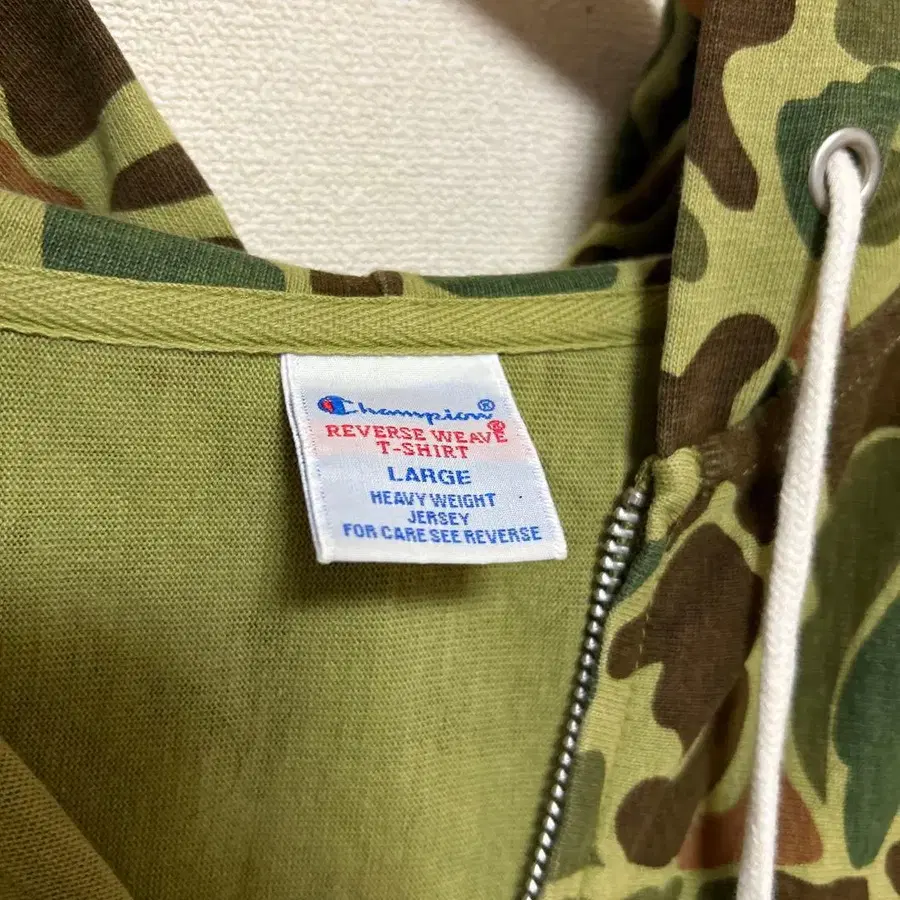 Champion®
REVERSE WEAVE®
T-SHIRT
LARGE
HEAVY WEIGHT
JERSEY
FOR CARE SEE REVERSE